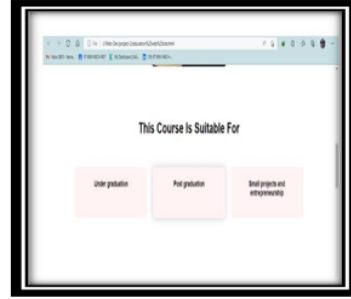 This Course Is Suitable For
Under graduation
Post graduation
Small projects and
entrepreneurship